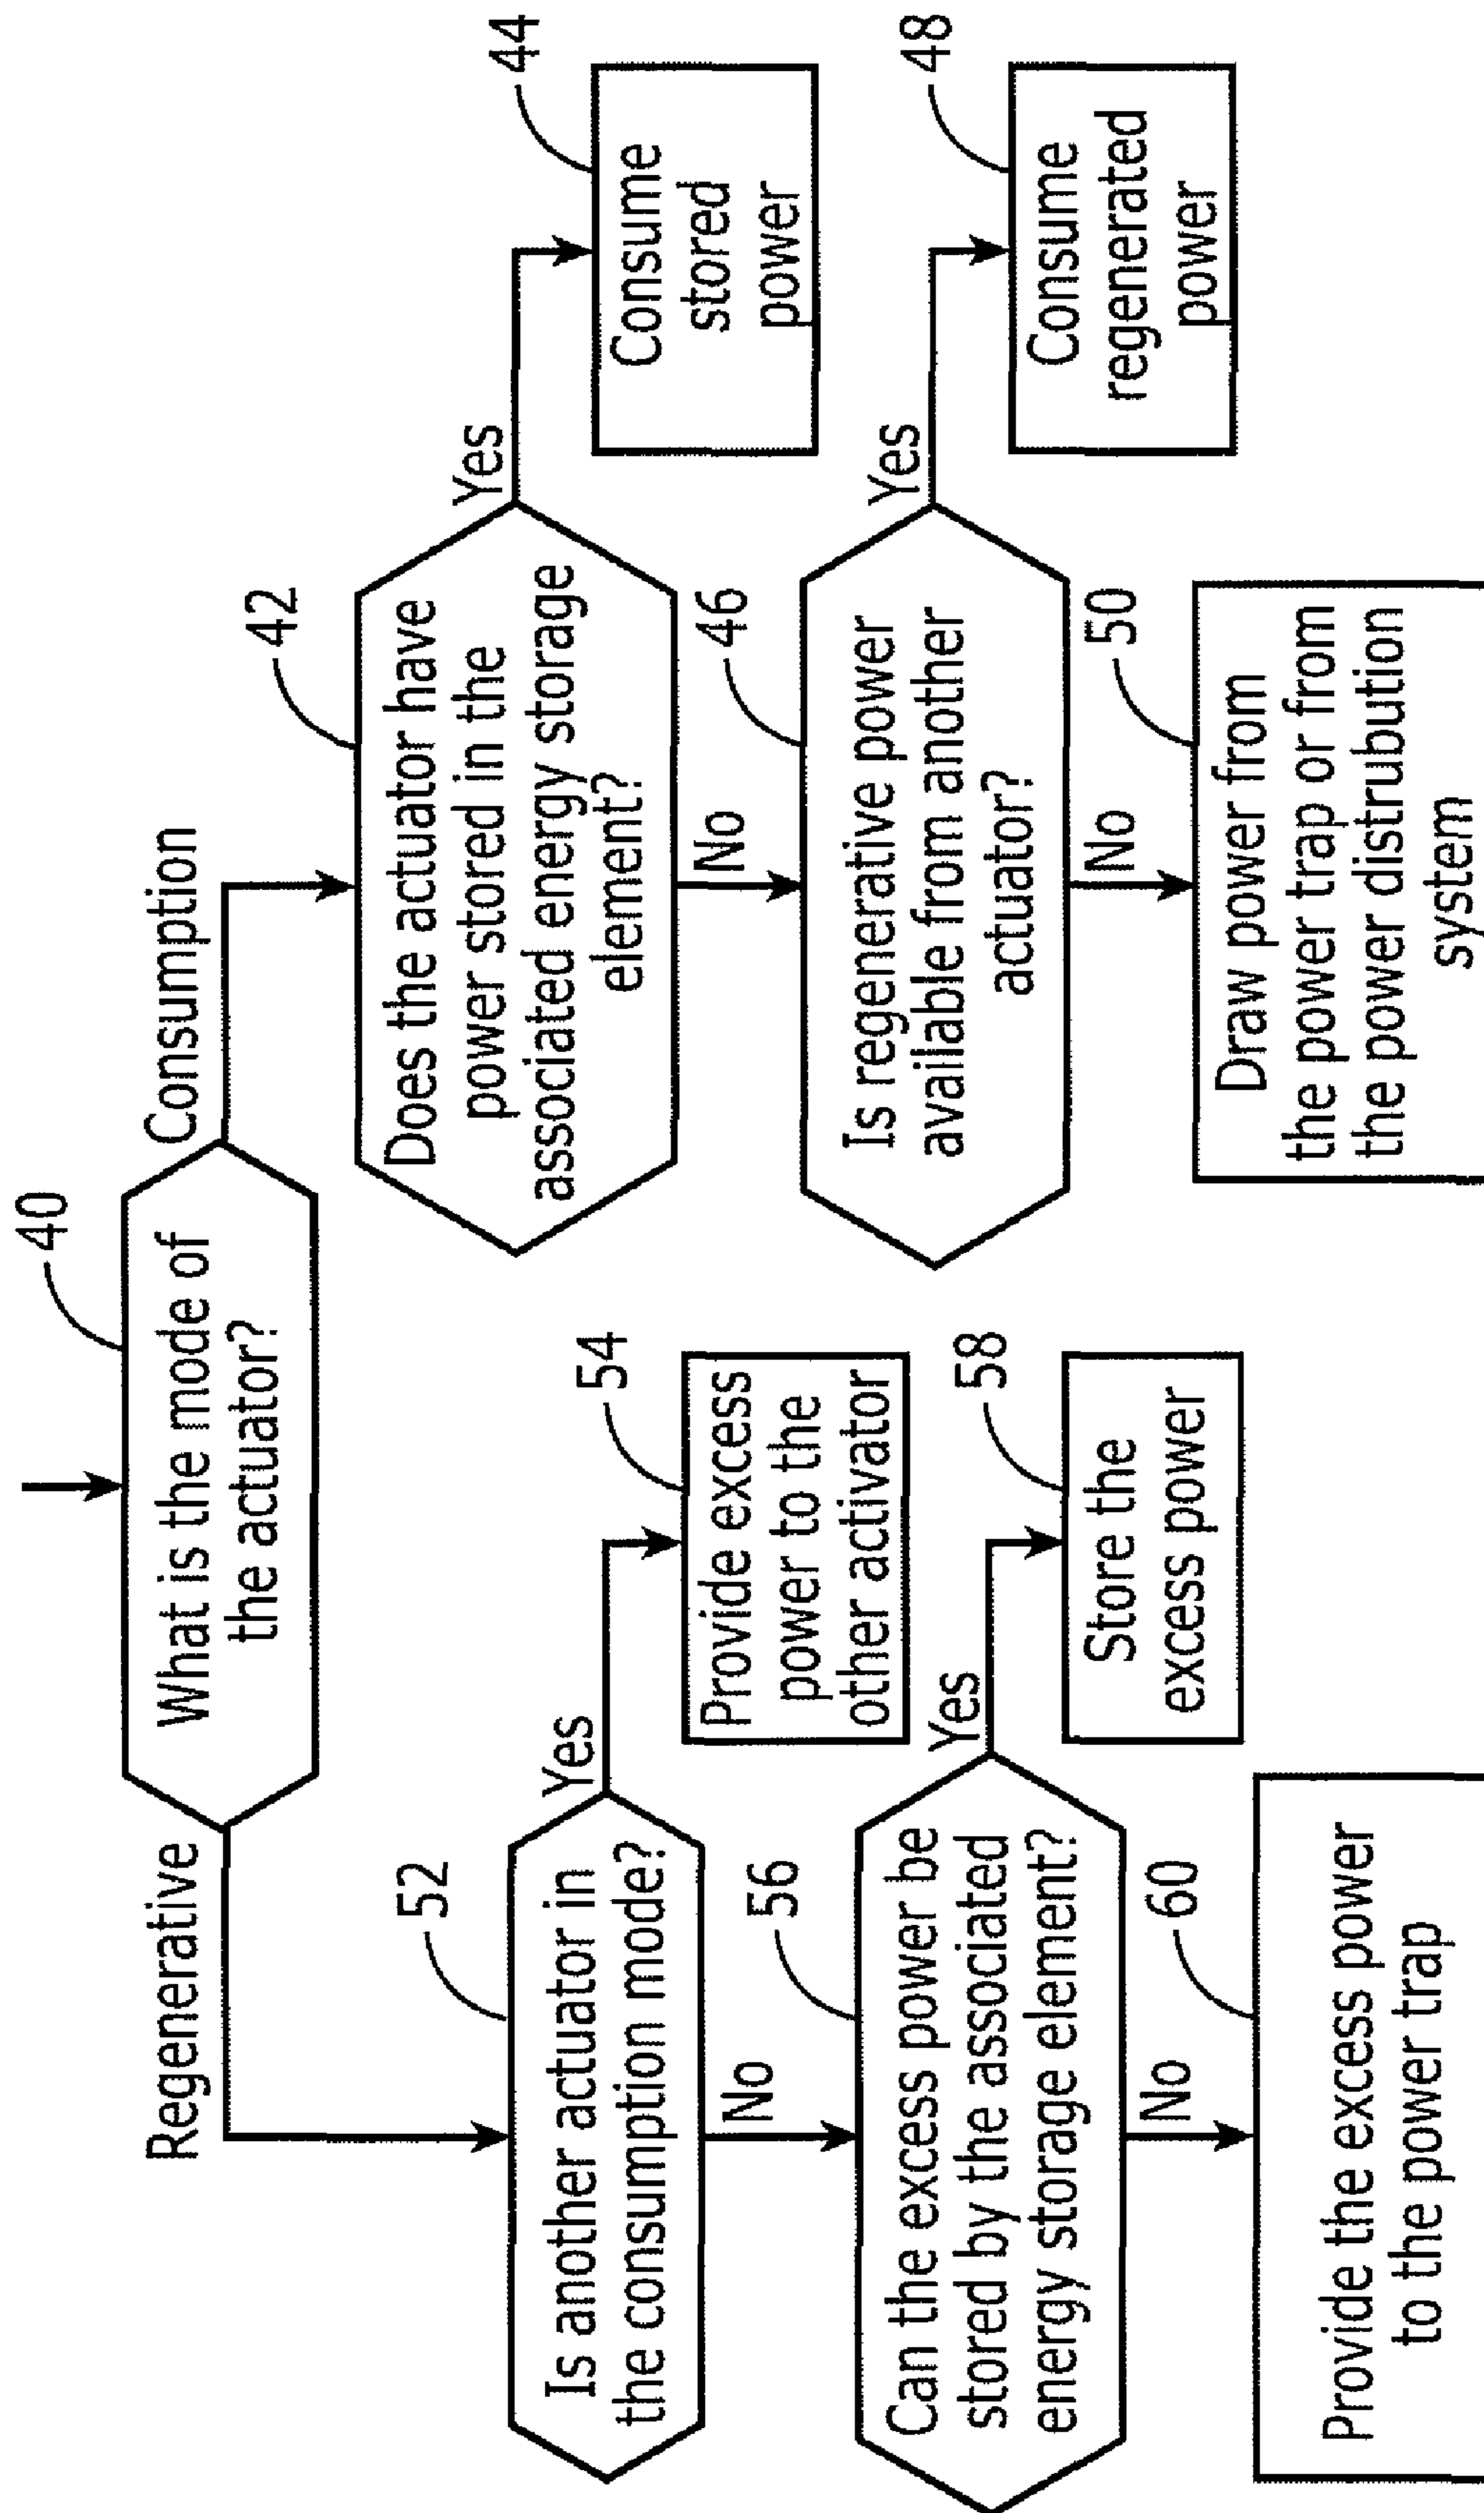 40
What is the mode of
the actuator?
Regenerative
Consumption
52
Is another actuator in
the consumption mode?
Yes
54
Provide excess
power to the
other activator
No
56
Can the excess power be
stored by the associated
energy storage element?
Yes
58
Store the
excess power
No
60
Provide the excess power
to the power trap
42
Does the actuator have
power stored in the
associated energy storage
element?
Yes
44
Consume
stored
power
No
46
Is regenerative power
available from another
actuator?
Yes
48
Consume
regenerated
power
No
50
Draw power from
the power trap or from
the power distrubution
system